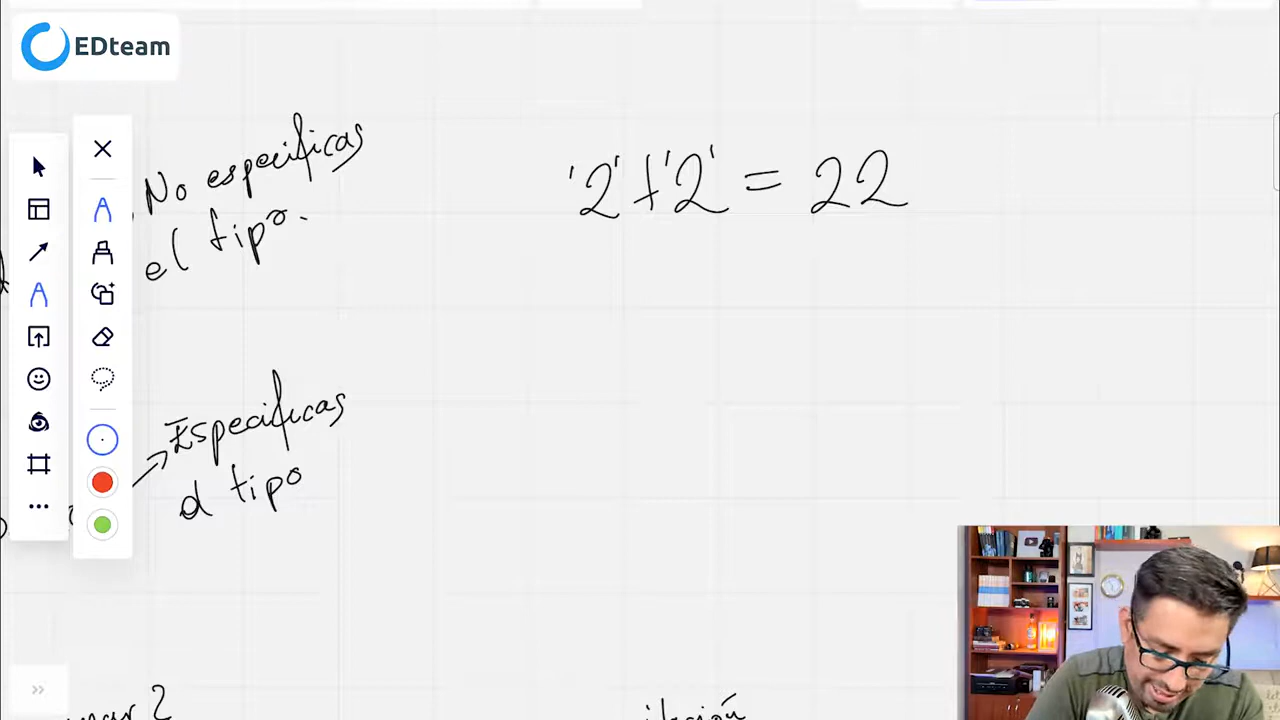 EDteam
No especificas
el tipo.
'2' + '2' = 22
Especificas
el tipo